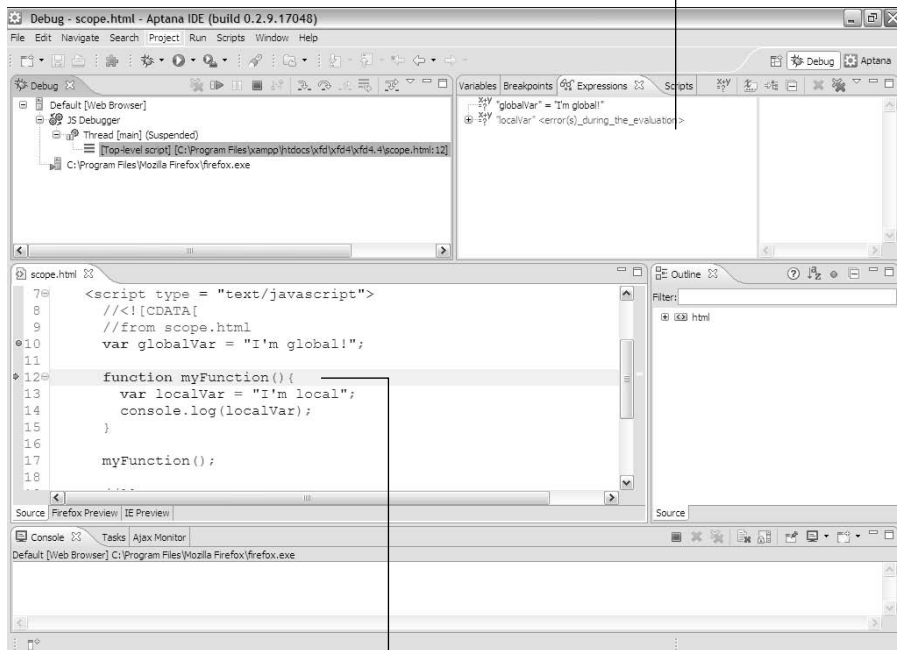 Debug - scope.html - Aptana IDE (build 0.2.9.17048)
File Edit Navigate Search Project Run Scripts Window Help
Debug Aptana
Debug
Default [Web Browser]
JS Debugger
Thread [main] (Suspended)
[Top-level script] [C:\Program Files\xampp\htdocs\xfd\xfd4\xfd4.4\scope.html:12]
C:\Program Files\Mozilla Firefox\firefox.exe
Variables Breakpoints Expressions Scripts
"globalVar" = "I'm global!"
"localVar" <error(s)_during_the_evaluation>
scope.html
7 <script type = "text/javascript">
8 //<![CDATA[
9 //from scope.html
10 var globalVar = "I'm global!";
11
12 function myFunction(){
13 var localVar = "I'm local";
14 console.log(localVar);
15 }
16
17 myFunction();
18
Source Firefox Preview IE Preview
Outline
Filter:
html
Source
Console Tasks Ajax Monitor
Default [Web Browser] C:\Program Files\Mozilla Firefox\firefox.exe